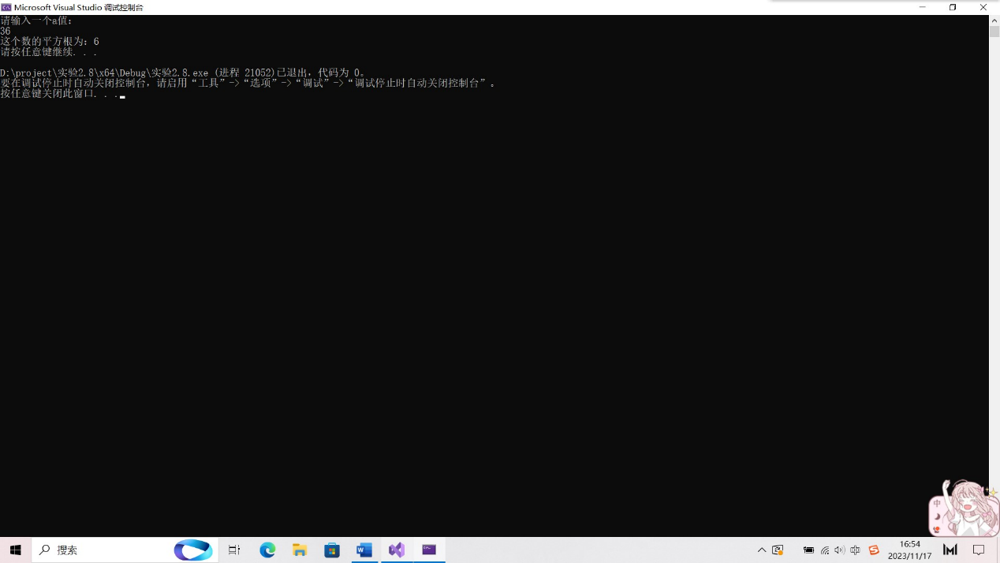 Microsoft Visual Studio 调试控制台
请输入一个a值:
36
这个数的平方根为: 6
请按任意键继续. . .
D:\project\实验2.8\x64\Debug\实验2.8.exe (进程 21052)已退出，代码为 0。
要在调试停止时自动关闭控制台，请启用“工具”->“选项”->“调试”->“调试停止时自动关闭控制台”。
按任意键关闭此窗口. . .
中
搜索
中
16:54
2023/11/17